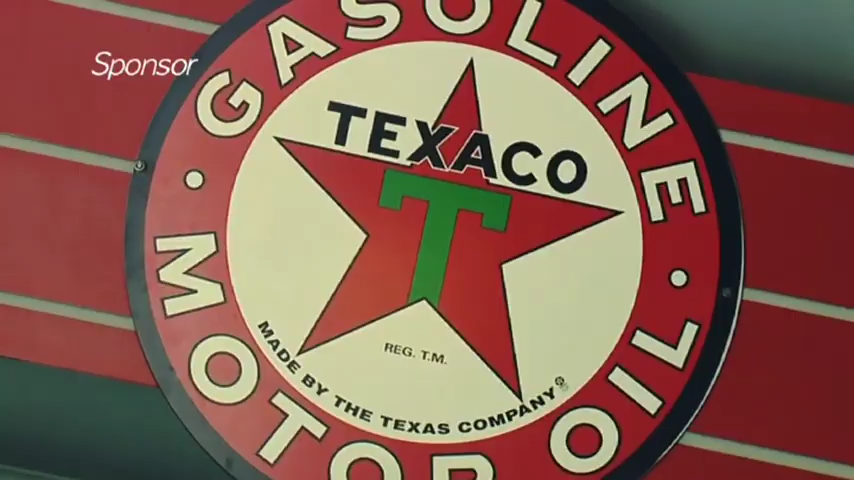 Sponsor
GASOLINE
TEXACO
T
REG. T.M.
MADE BY THE TEXAS COMPANY ®
MOTOR OIL